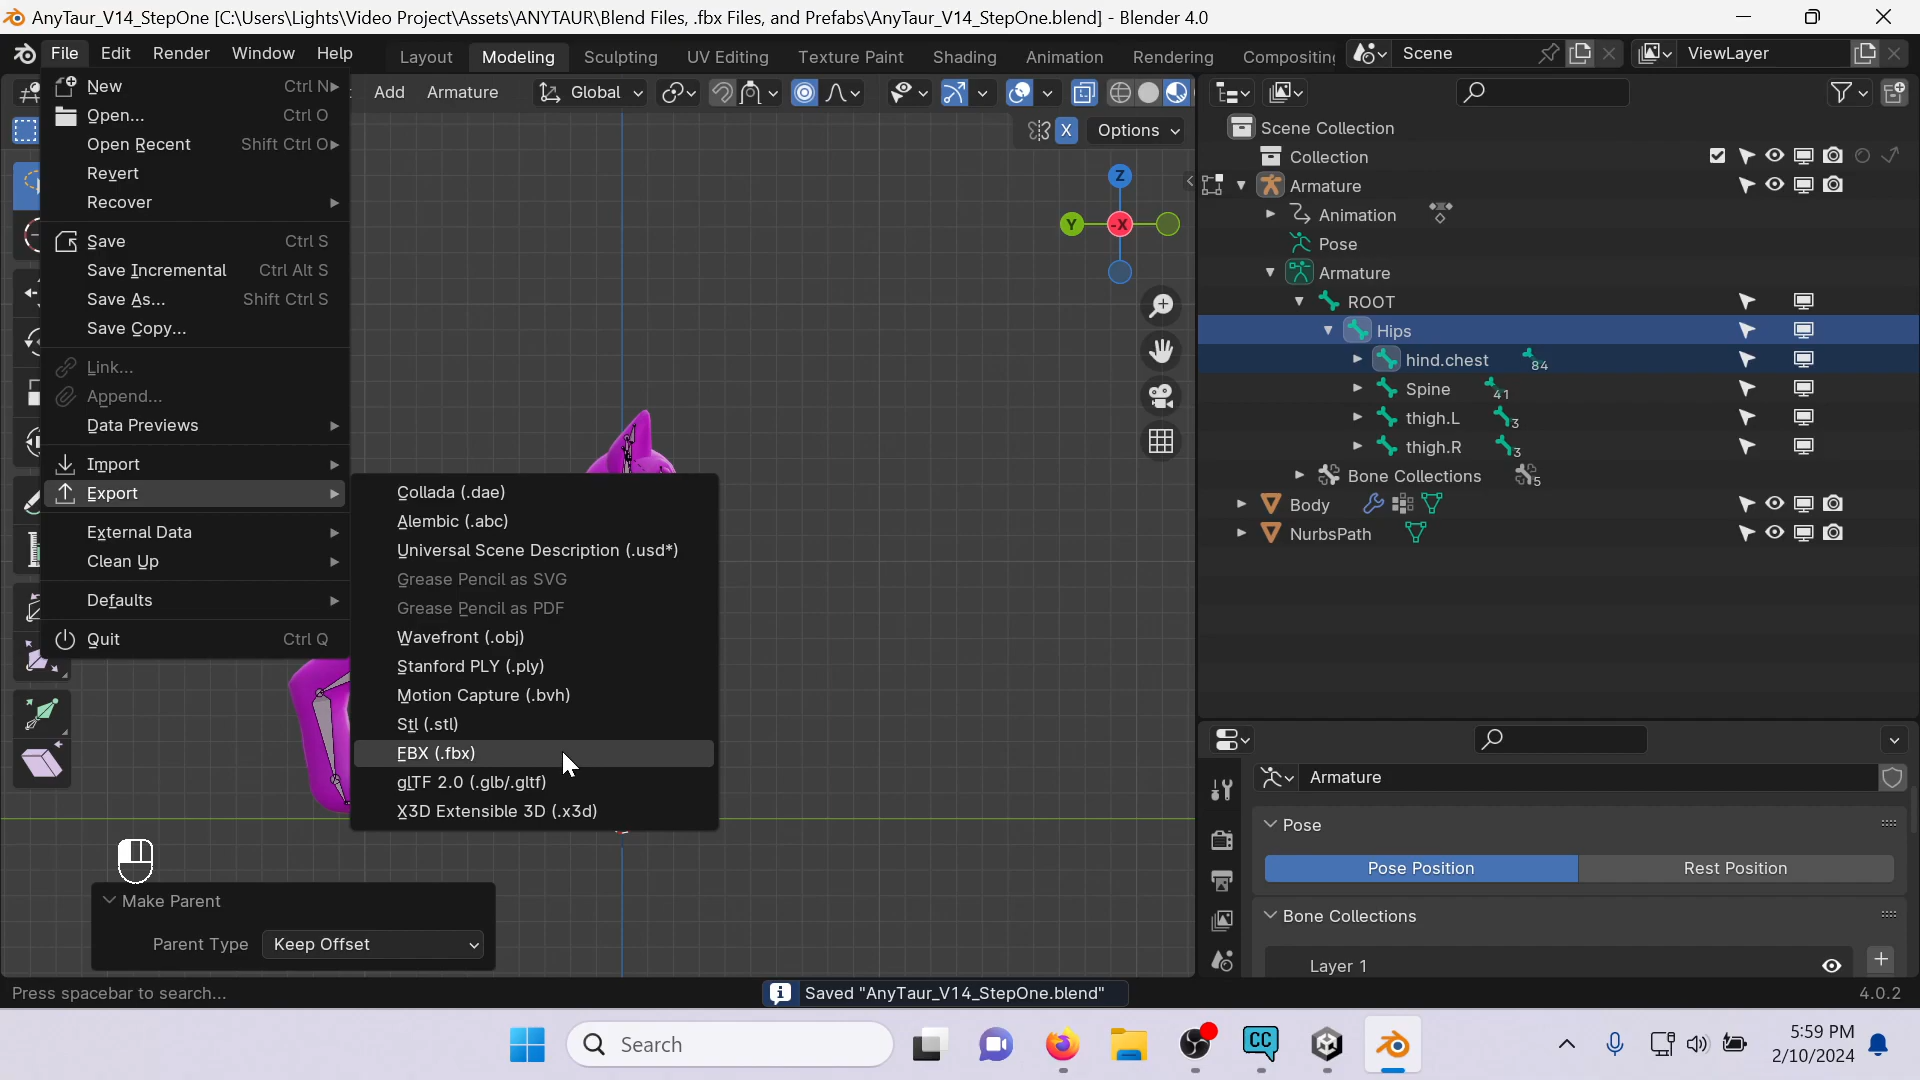 AnyTaur_V14_StepOne [C:\Users\Lights\Video Project\Assets\ANYTAUR\Blend Files, .fbx Files, and Prefabs\AnyTaur_V14_StepOne.blend] - Blender 4.0
File Edit Render Window Help Layout Modeling Sculpting UV Editing Texture Paint Shading Animation Rendering Compositing Scene ViewLayer
Add Armature Global
X Options
New Ctrl N
Open... Ctrl O
Open Recent Shift Ctrl O
Revert
Recover
Save Ctrl S
Save Incremental Ctrl Alt S
Save As... Shift Ctrl S
Save Copy...
Link...
Append...
Data Previews
Import
Export
External Data
Clean Up
Defaults
Quit Ctrl Q
Collada (.dae)
Alembic (.abc)
Universal Scene Description (.usd*)
Grease Pencil as SVG
Grease Pencil as PDF
Wavefront (.obj)
Stanford PLY (.ply)
Motion Capture (.bvh)
Stl (.stl)
FBX (.fbx)
glTF 2.0 (.glb/.gltf)
X3D Extensible 3D (.x3d)
Z
Y -X
Scene Collection
Collection
Armature
Animation
Pose
Armature
ROOT
Hips
hind.chest 84
Spine 41
thigh.L 3
thigh.R 3
Bone Collections 5
Body
NurbsPath
Armature
Pose
Pose Position Rest Position
Bone Collections
Layer 1
Make Parent
Parent Type Keep Offset
Press spacebar to search... Saved "AnyTaur_V14_StepOne.blend" 4.0.2
Search CC 5:59 PM
2/10/2024